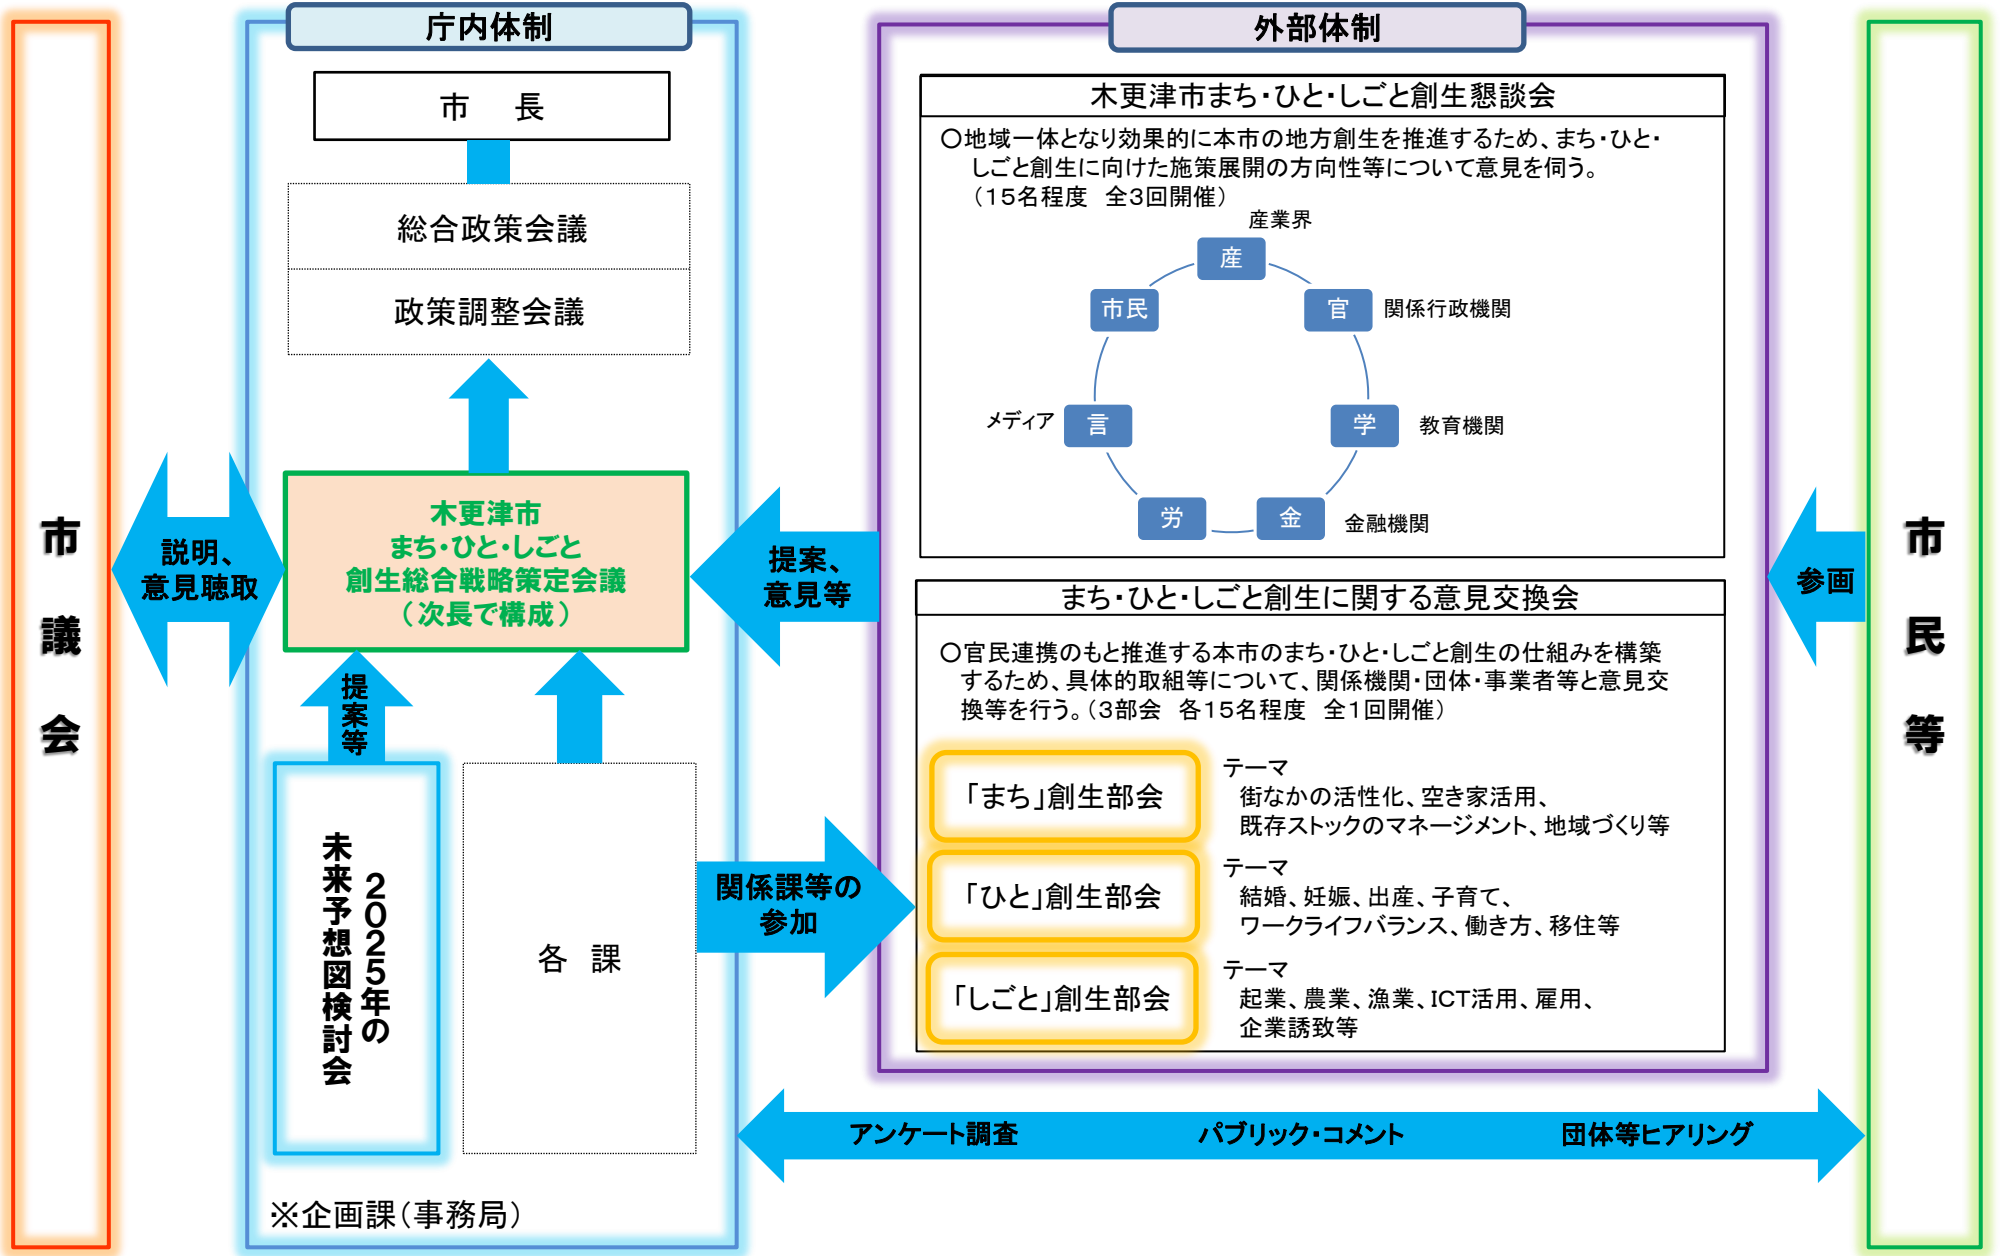 市議会
庁内体制
市　長
総合政策会議
政策調整会議
木更津市
まち・ひと・しごと
創生総合戦略策定会議
（次長で構成）
説明、
意見聴取
提案等
2025年の
未来予想図検討会
各　課
※企画課（事務局）
提案、
意見等
関係課等の
参加
外部体制
木更津市まち・ひと・しごと創生懇談会
○地域一体となり効果的に本市の地方創生を推進するため、まち・ひと・
しごと創生に向けた施策展開の方向性等について意見を伺う。
（15名程度　全3回開催）
産業界
産
市民
官
関係行政機関
メディア
言
学
教育機関
労
金
金融機関
まち・ひと・しごと創生に関する意見交換会
○官民連携のもと推進する本市のまち・ひと・しごと創生の仕組みを構築
するため、具体的取組等について、関係機関・団体・事業者等と意見交
換等を行う。（3部会　各15名程度　全1回開催）
「まち」創生部会
テーマ
街なかの活性化、空き家活用、
既存ストックのマネージメント、地域づくり等
「ひと」創生部会
テーマ
結婚、妊娠、出産、子育て、
ワークライフバランス、働き方、移住等
「しごと」創生部会
テーマ
起業、農業、漁業、ICT活用、雇用、
企業誘致等
参画
市民等
アンケート調査
パブリック・コメント
団体等ヒアリング